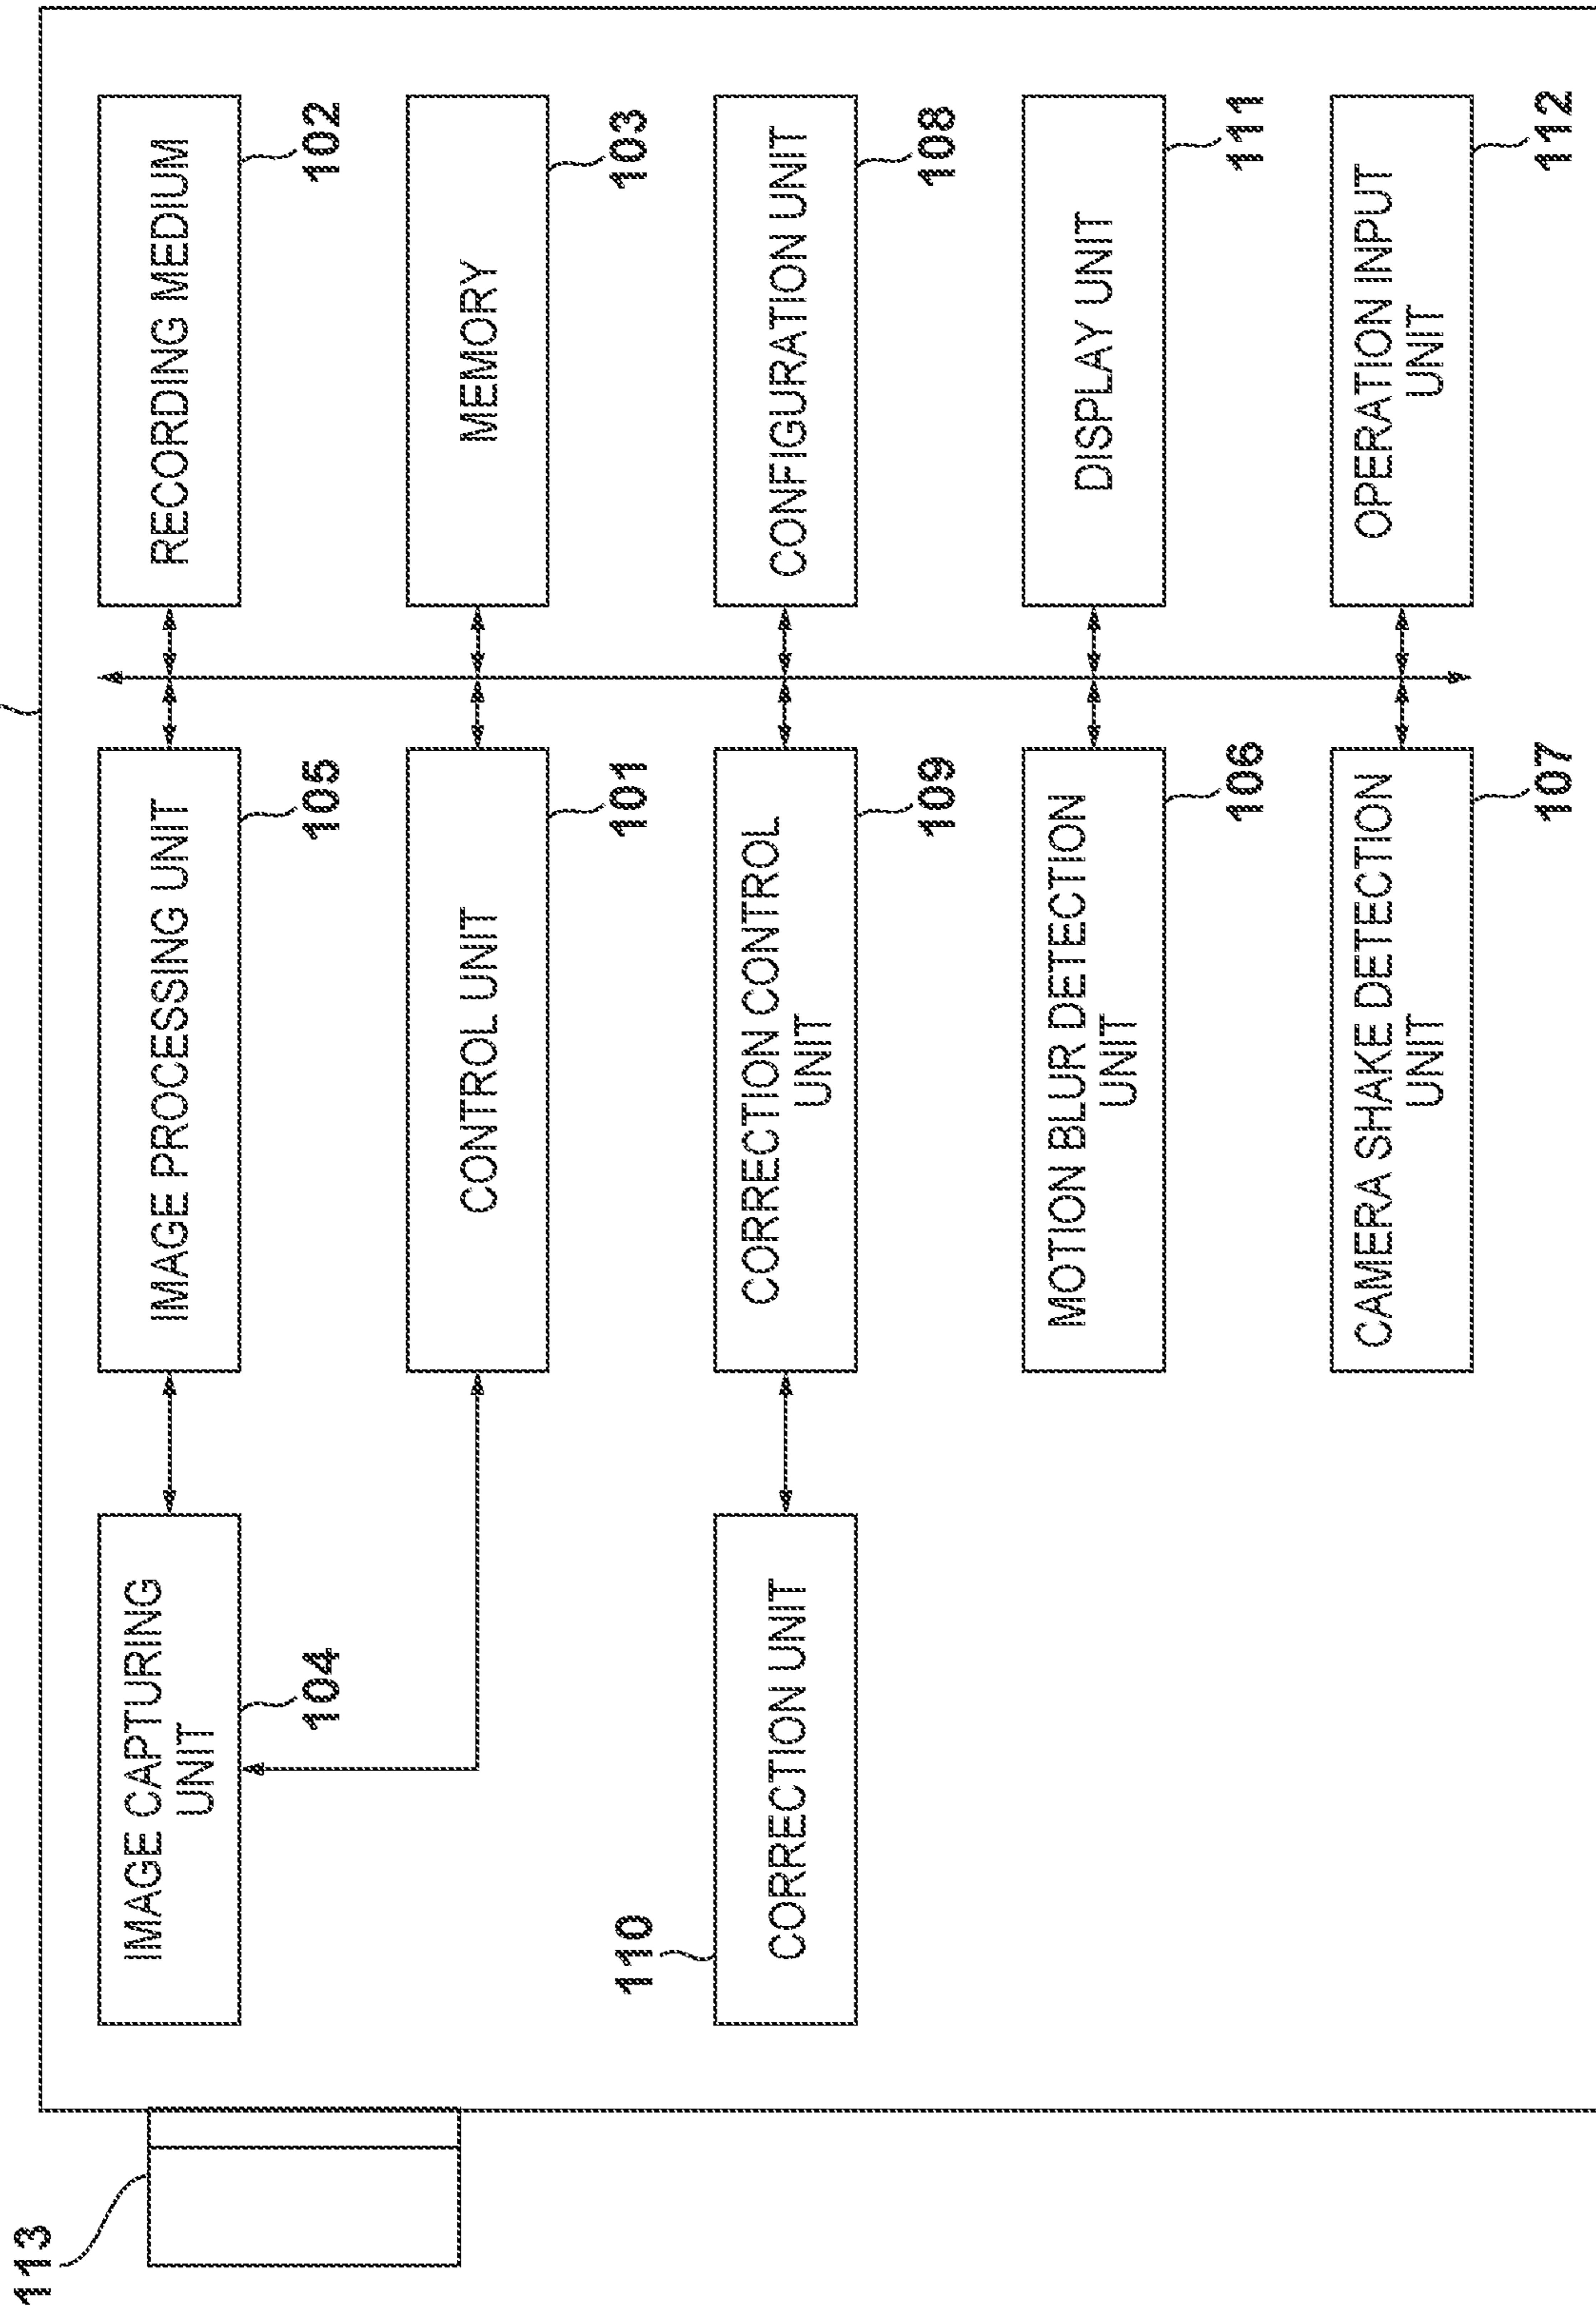 113
IMAGE CAPTURING
UNIT
104
IMAGE PROCESSING UNIT
105
RECORDING MEDIUM
102
CONTROL UNIT
101
MEMORY
103
110
CORRECTION UNIT
CORRECTION CONTROL
UNIT
109
CONFIGURATION UNIT
108
MOTION BLUR DETECTION
UNIT
106
DISPLAY UNIT
111
CAMERA SHAKE DETECTION
UNIT
107
OPERATION INPUT
UNIT
112